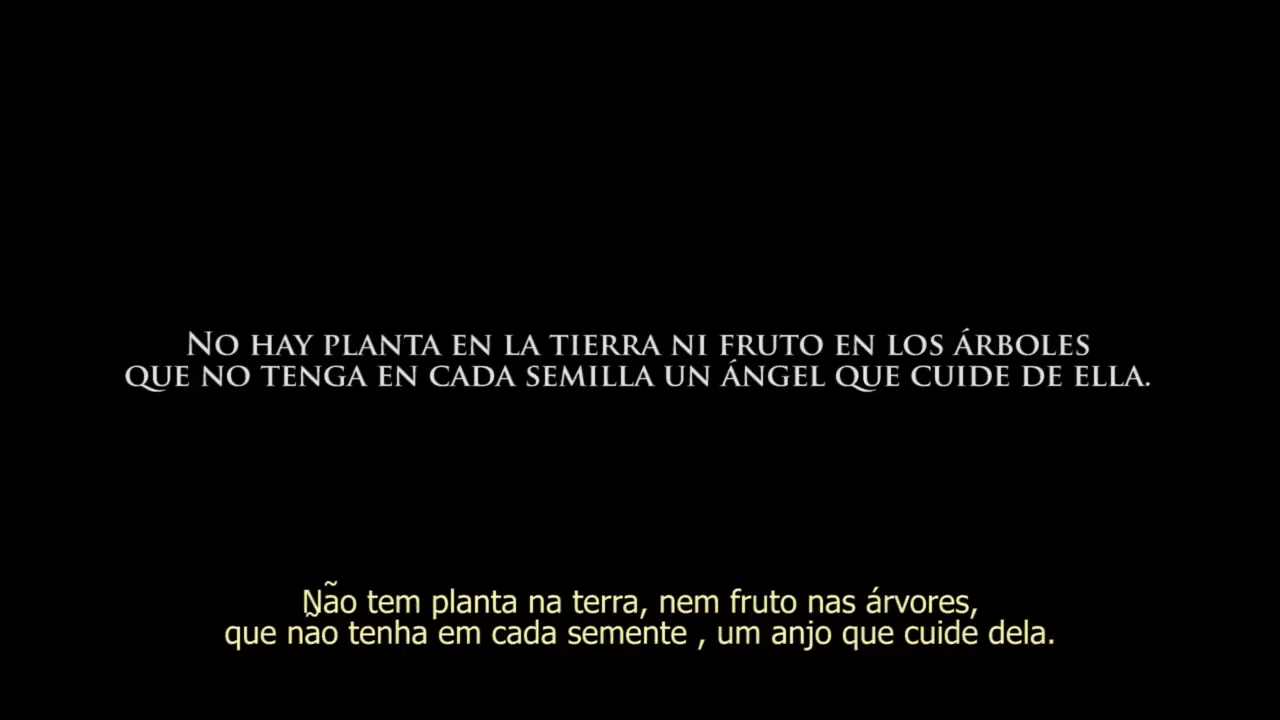 No hay planta en la tierra ni fruto en los árboles
que no tenga en cada semilla un ángel que cuide de ella.
Não tem planta na terra, nem fruto nas árvores,
que não tenha em cada semente , um anjo que cuide dela.